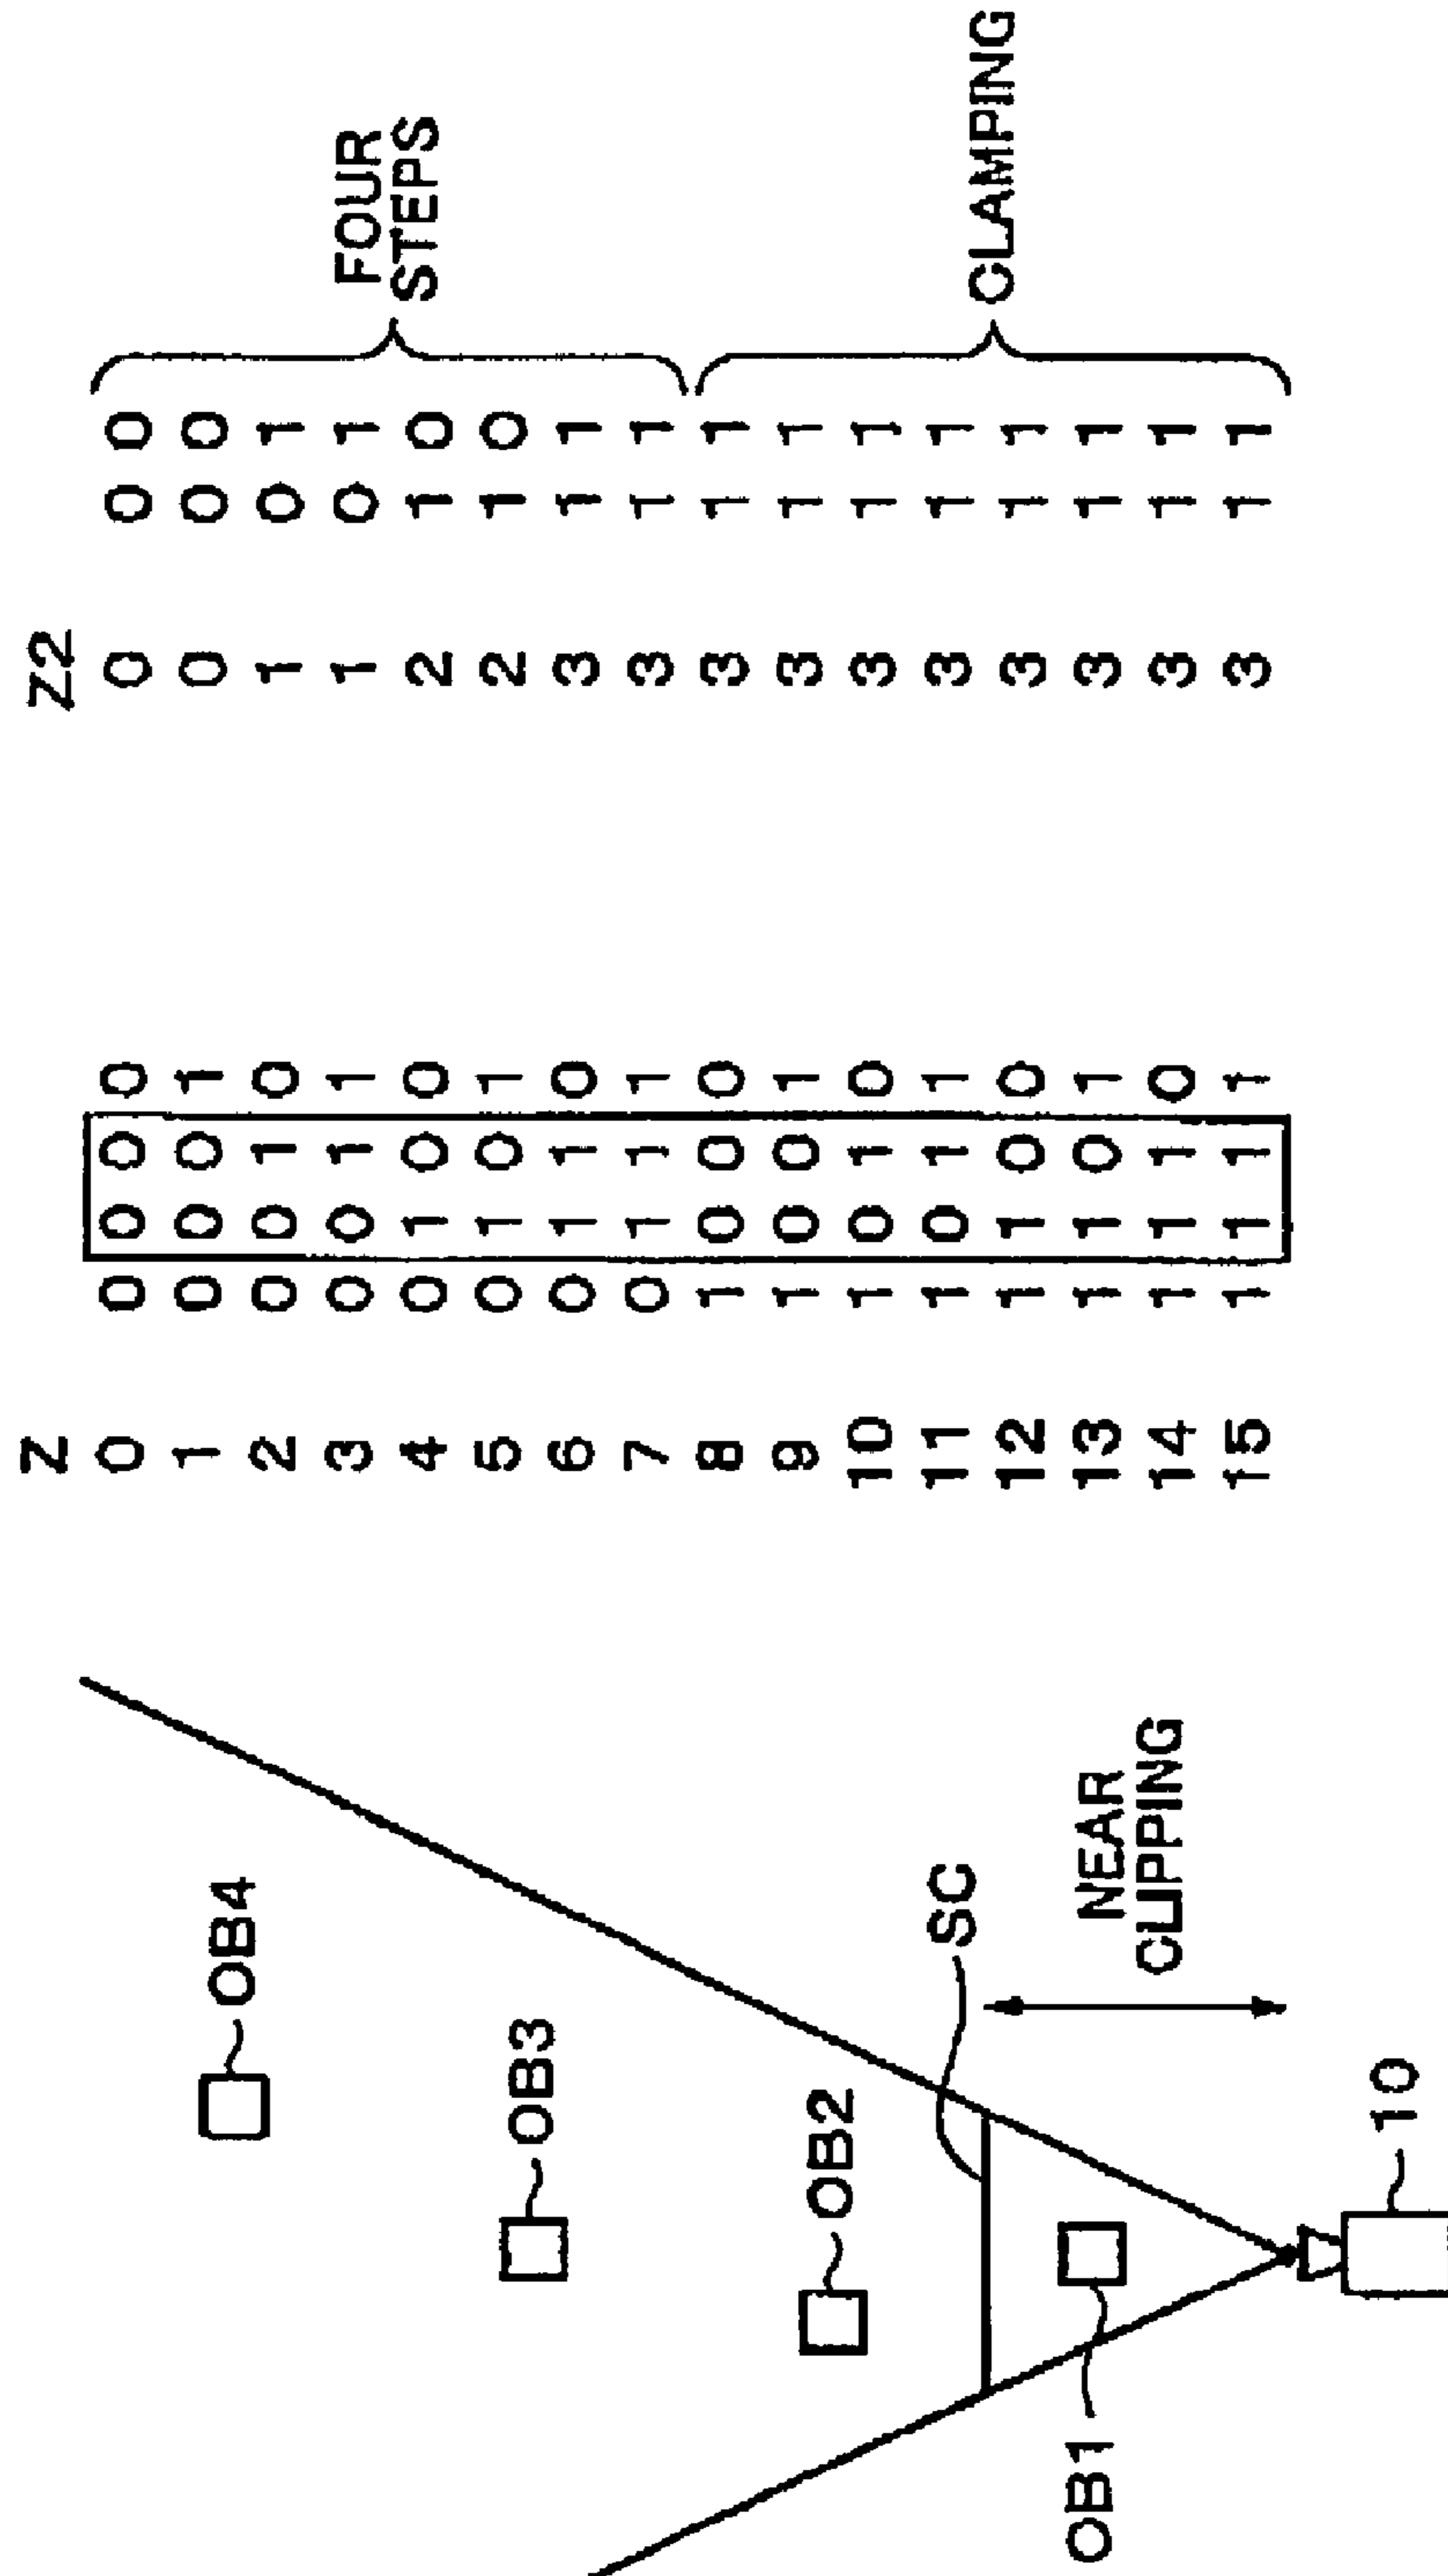 OB4
OB3
OB2
SC
NEAR
CLIPPING
OB1
10
Z Z2
0 0 0 0 0 0 0 0
1 0 0 0 1 0 0 0
2 0 0 1 0 1 0 1
3 0 0 1 1 1 0 1
4 0 1 0 0 2 1 0
5 0 1 0 1 2 1 0
6 0 1 1 0 3 1 1
7 0 1 1 1 3 1 1
8 1 0 0 0 3 1 1
9 1 0 0 1 3 1 1
10 1 0 1 0 3 1 1
11 1 0 1 1 3 1 1
12 1 1 0 0 3 1 1
13 1 1 0 1 3 1 1
14 1 1 1 0 3 1 1
15 1 1 1 1 3 1 1
FOUR
STEPS
CLAMPING